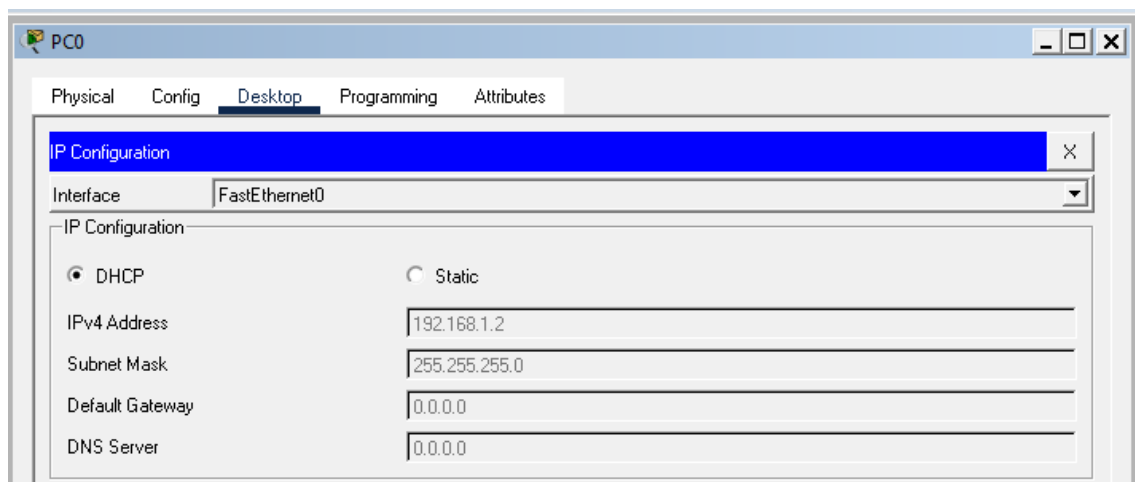 PC0
Physical Config Desktop Programming Attributes
IP Configuration X
Interface FastEthernet0
IP Configuration
DHCP Static
IPv4 Address 192.168.1.2
Subnet Mask 255.255.255.0
Default Gateway 0.0.0.0
DNS Server 0.0.0.0